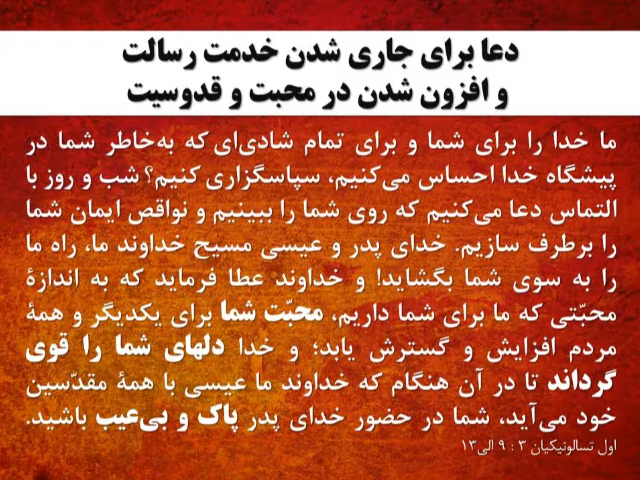 دعا برای جاری شدن خدمت رسالت
و افزون شدن در محبت و قدوسیت
ما خدا را برای شما و برای تمام شادی‌ای که به‌خاطر شما در
پیشگاه خدا احساس می‌کنیم، سپاسگزاری کنیم؟ شب و روز با
التماس دعا می‌کنیم که روی شما را ببینیم و نواقص ایمان شما
را برطرف سازیم. خدای پدر و عیسی مسیح خداوند ما، راه ما
را به سوی شما بگشاید! و خداوند عطا فرماید که به اندازهٔ
محبّتی که ما برای شما داریم، محبّت شما برای یکدیگر و همهٔ
مردم افزایش و گسترش یابد؛ و خدا دلهای شما را قوی
گرداند تا در آن هنگام که خداوند ما عیسی با همهٔ مقدّسین
خود می‌آید، شما در حضور خدای پدر پاک و بی‌عیب باشید.
اول تسالونیکیان ۳ : ۹ الی۱۳